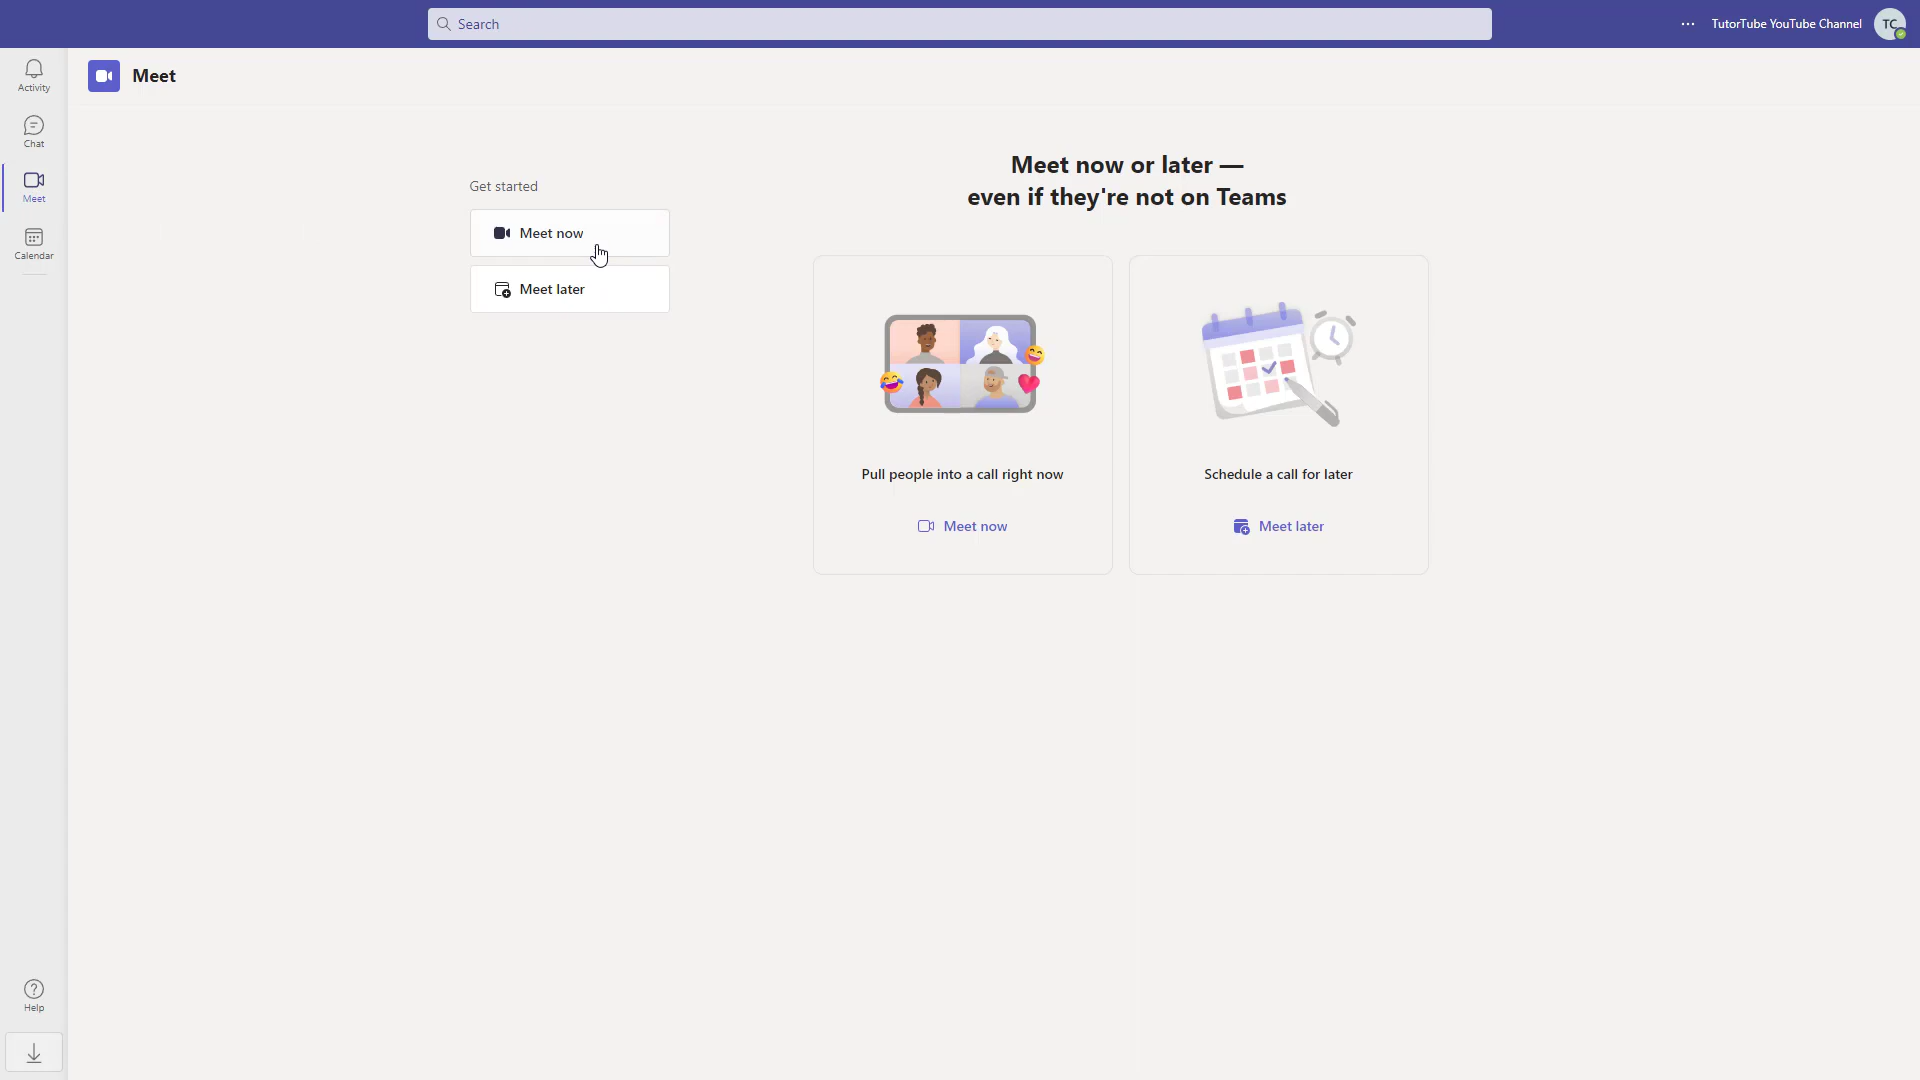 Search
TutorTube YouTube Channel
TC
Activity
Chat
Meet
Calendar
Meet
Get started
Meet now
Meet later
Meet now or later —
even if they're not on Teams
Pull people into a call right now
Meet now
Schedule a call for later
Meet later
Help